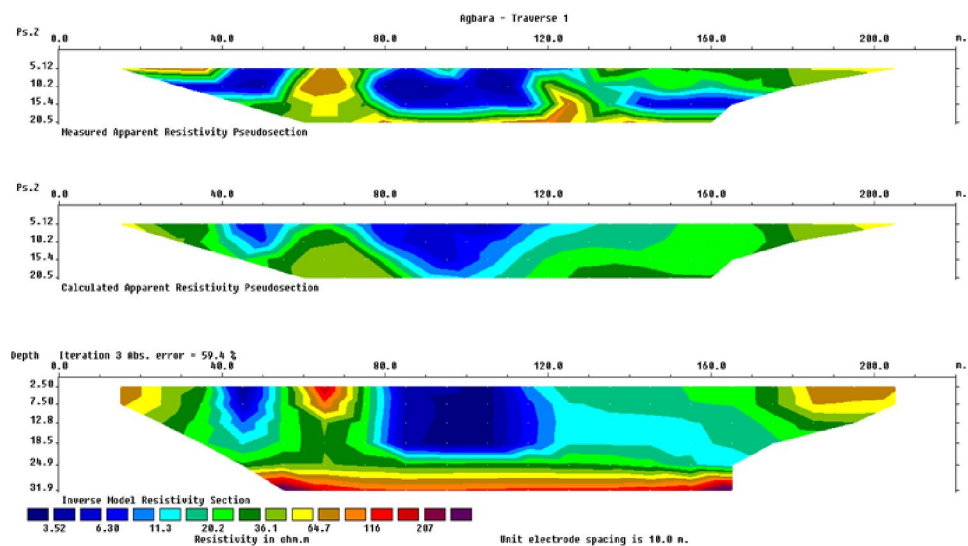 Agbara - Traverse 1
Ps.Z 0.0 40.0 80.0 120.0 160.0 200.0 m.
5.12
10.2
15.4
20.5
Measured Apparent Resistivity Pseudosection
Ps.Z 0.0 40.0 80.0 120.0 160.0 200.0 m.
5.12
10.2
15.4
20.5
Calculated Apparent Resistivity Pseudosection
Depth Iteration 3 Abs. error = 59.4 %
0.0 40.0 80.0 120.0 160.0 200.0 m.
2.50
7.50
12.8
18.5
24.9
31.9
Inverse Model Resistivity Section
3.52 6.30 11.3 20.2 36.1 64.7 116 207
Resistivity in ohm.m Unit electrode spacing is 10.0 m.